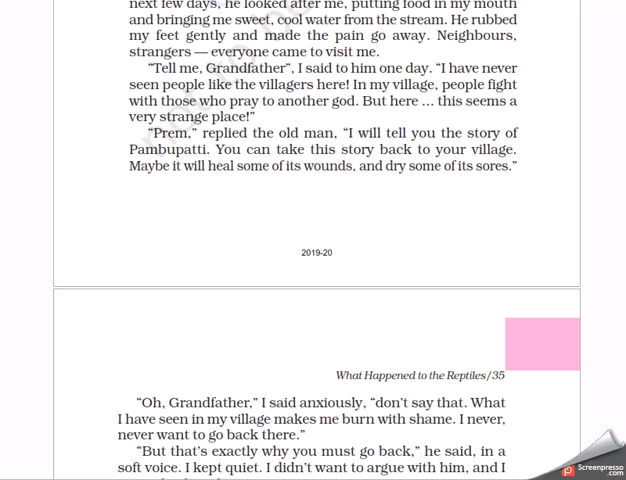 next few days, he looked after me, putting food in my mouth
and bringing me sweet, cool water from the stream. He rubbed
my feet gently and made the pain go away. Neighbours,
strangers — everyone came to visit me.
“Tell me, Grandfather”, I said to him one day. “I have never
seen people like the villagers here! In my village, people fight
with those who pray to another god. But here ... this seems a
very strange place!”
“Prem,” replied the old man, “I will tell you the story of
Pambupatti. You can take this story back to your village.
Maybe it will heal some of its wounds, and dry some of its sores.”
2019-20
What Happened to the Reptiles/35
“Oh, Grandfather,” I said anxiously, “don’t say that. What
I have seen in my village makes me burn with shame. I never,
never want to go back there.”
“But that’s exactly why you must go back,” he said, in a
soft voice. I kept quiet. I didn’t want to argue with him, and I
Screenpresso
.com